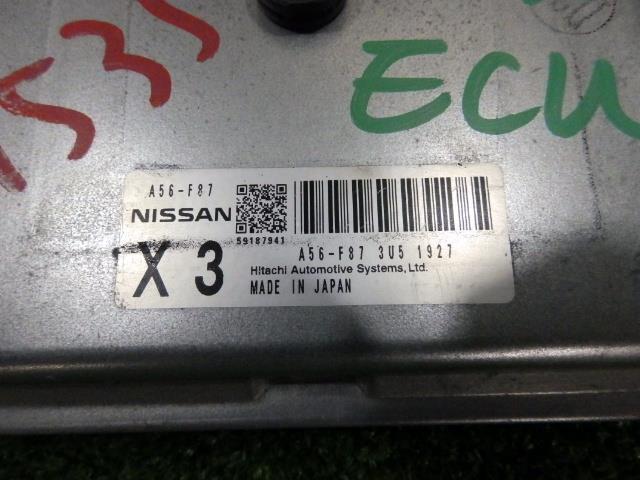 ECU
A56-F87
NISSAN
59187941
X 3
A56-F87 3U5 1927
Hitachi Automotive Systems,Ltd.
MADE IN JAPAN